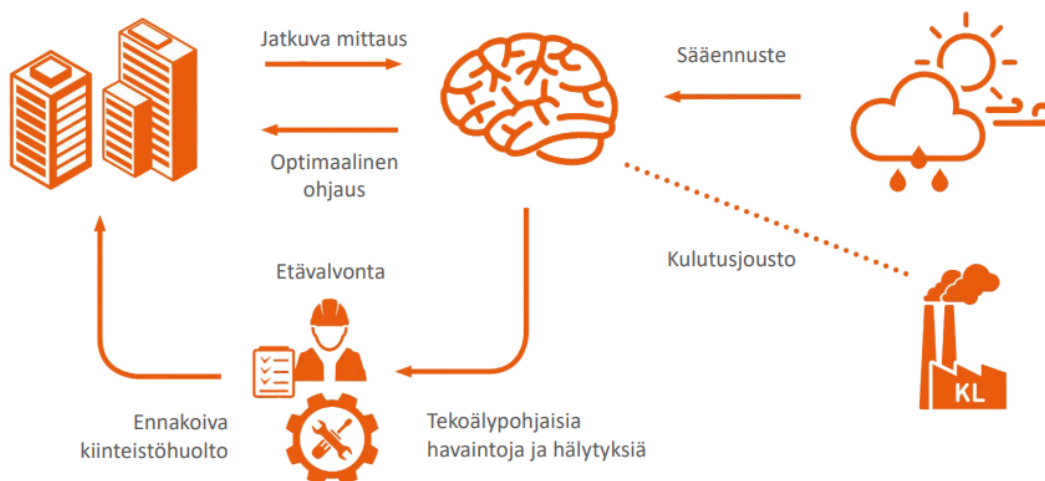 Jatkuva mittaus
Sääennuste
Optimaalinen
ohjaus
Kulutusjousto
Etävalvonta
KL
Ennakoiva
kiinteistöhuolto
Tekoälypohjaisia
havaintoja ja hälytyksiä